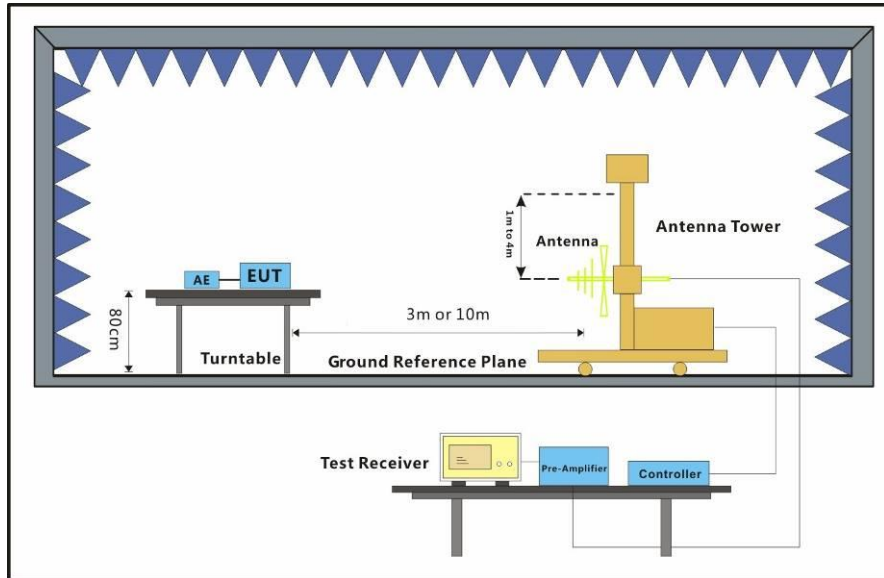 1m to 4m
Antenna
Antenna Tower
AE
EUT
80cm
3m or 10m
Turntable
Ground Reference Plane
Test Receiver
Pre-Amplifier
Controller